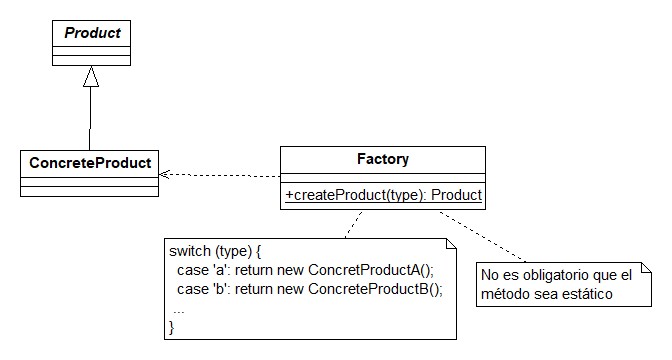 Product
ConcreteProduct
Factory
+createProduct(type): Product
switch (type) {
case 'a': return new ConcretProductA();
case 'b': return new ConcreteProductB();
...
}
No es obligatorio que el
método sea estático